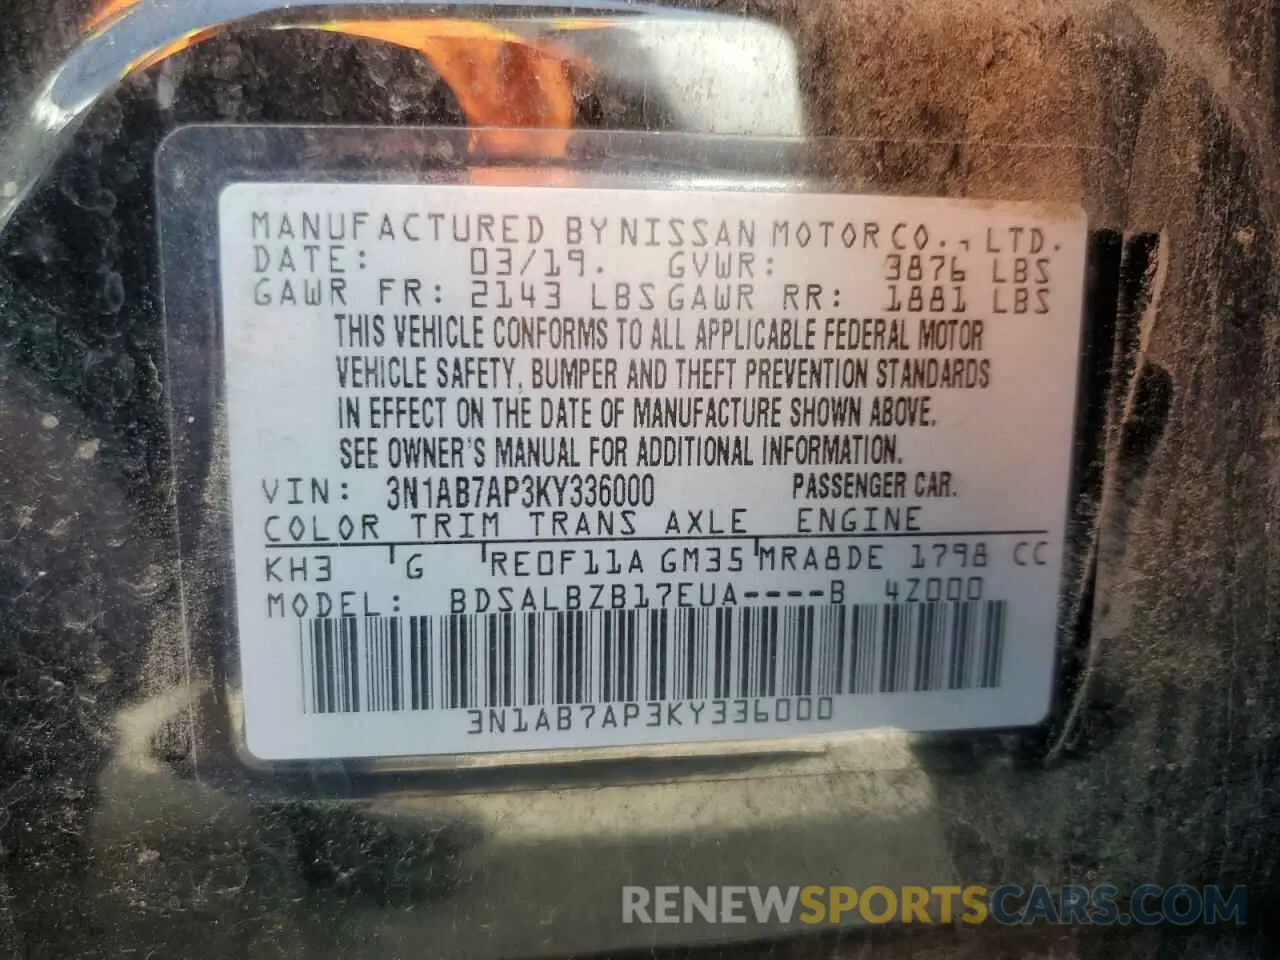 MANUFACTURED BY NISSAN MOTOR CO., LTD.
DATE: 03/19. GVWR: 3876 LBS
GAWR FR: 2143 LBS GAWR RR: 1881 LBS
THIS VEHICLE CONFORMS TO ALL APPLICABLE FEDERAL MOTOR
VEHICLE SAFETY, BUMPER AND THEFT PREVENTION STANDARDS
IN EFFECT ON THE DATE OF MANUFACTURE SHOWN ABOVE.
SEE OWNER'S MANUAL FOR ADDITIONAL INFORMATION.
VIN: 3N1AB7AP3KY336000 PASSENGER CAR.
COLOR TRIM TRANS AXLE ENGINE
KH3 G RE0F11A GM35 MRA8DE 1798 CC
MODEL: BDSALBZB17EUA----B 4Z000
3N1AB7AP3KY336000
RENEWSPORTSCARS.COM